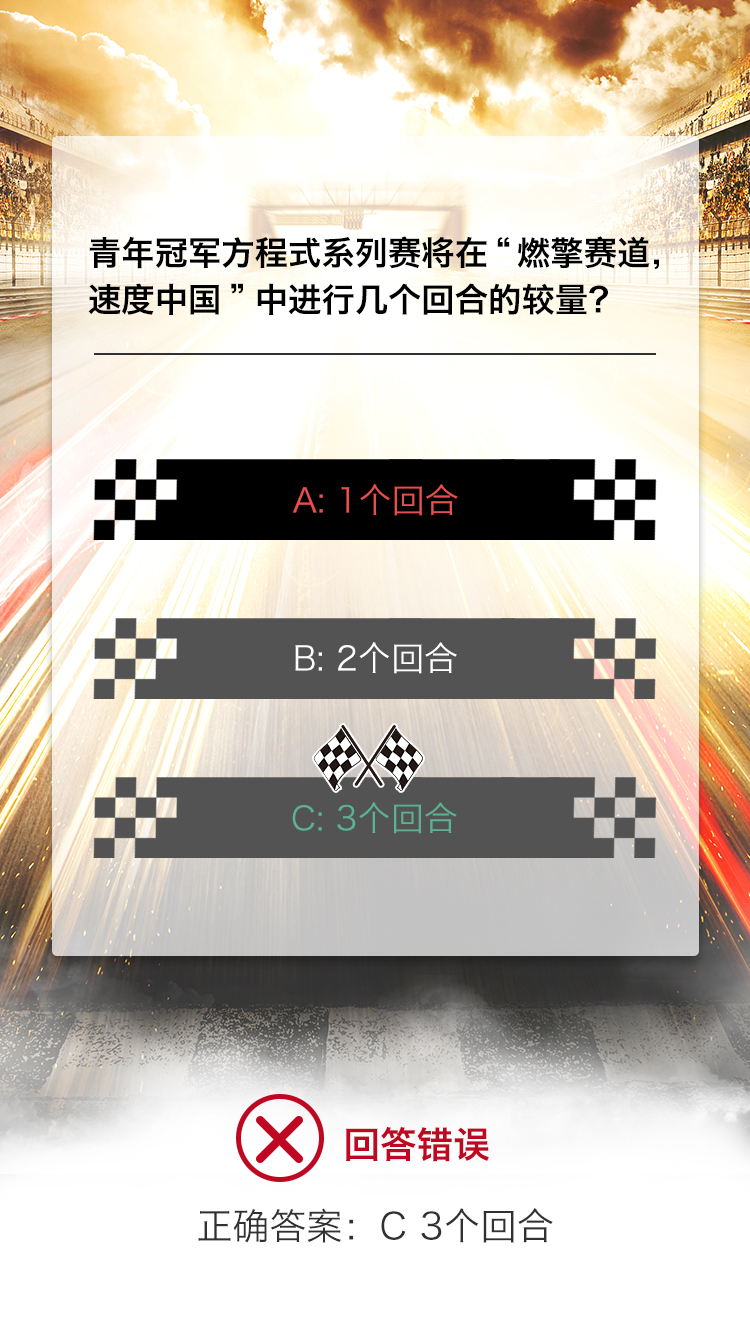 青年冠军方程式系列赛将在“燃擎赛道，
速度中国”中进行几个回合的较量？
A: 1个回合
B: 2个回合
C: 3个回合
回答错误
正确答案：C 3个回合